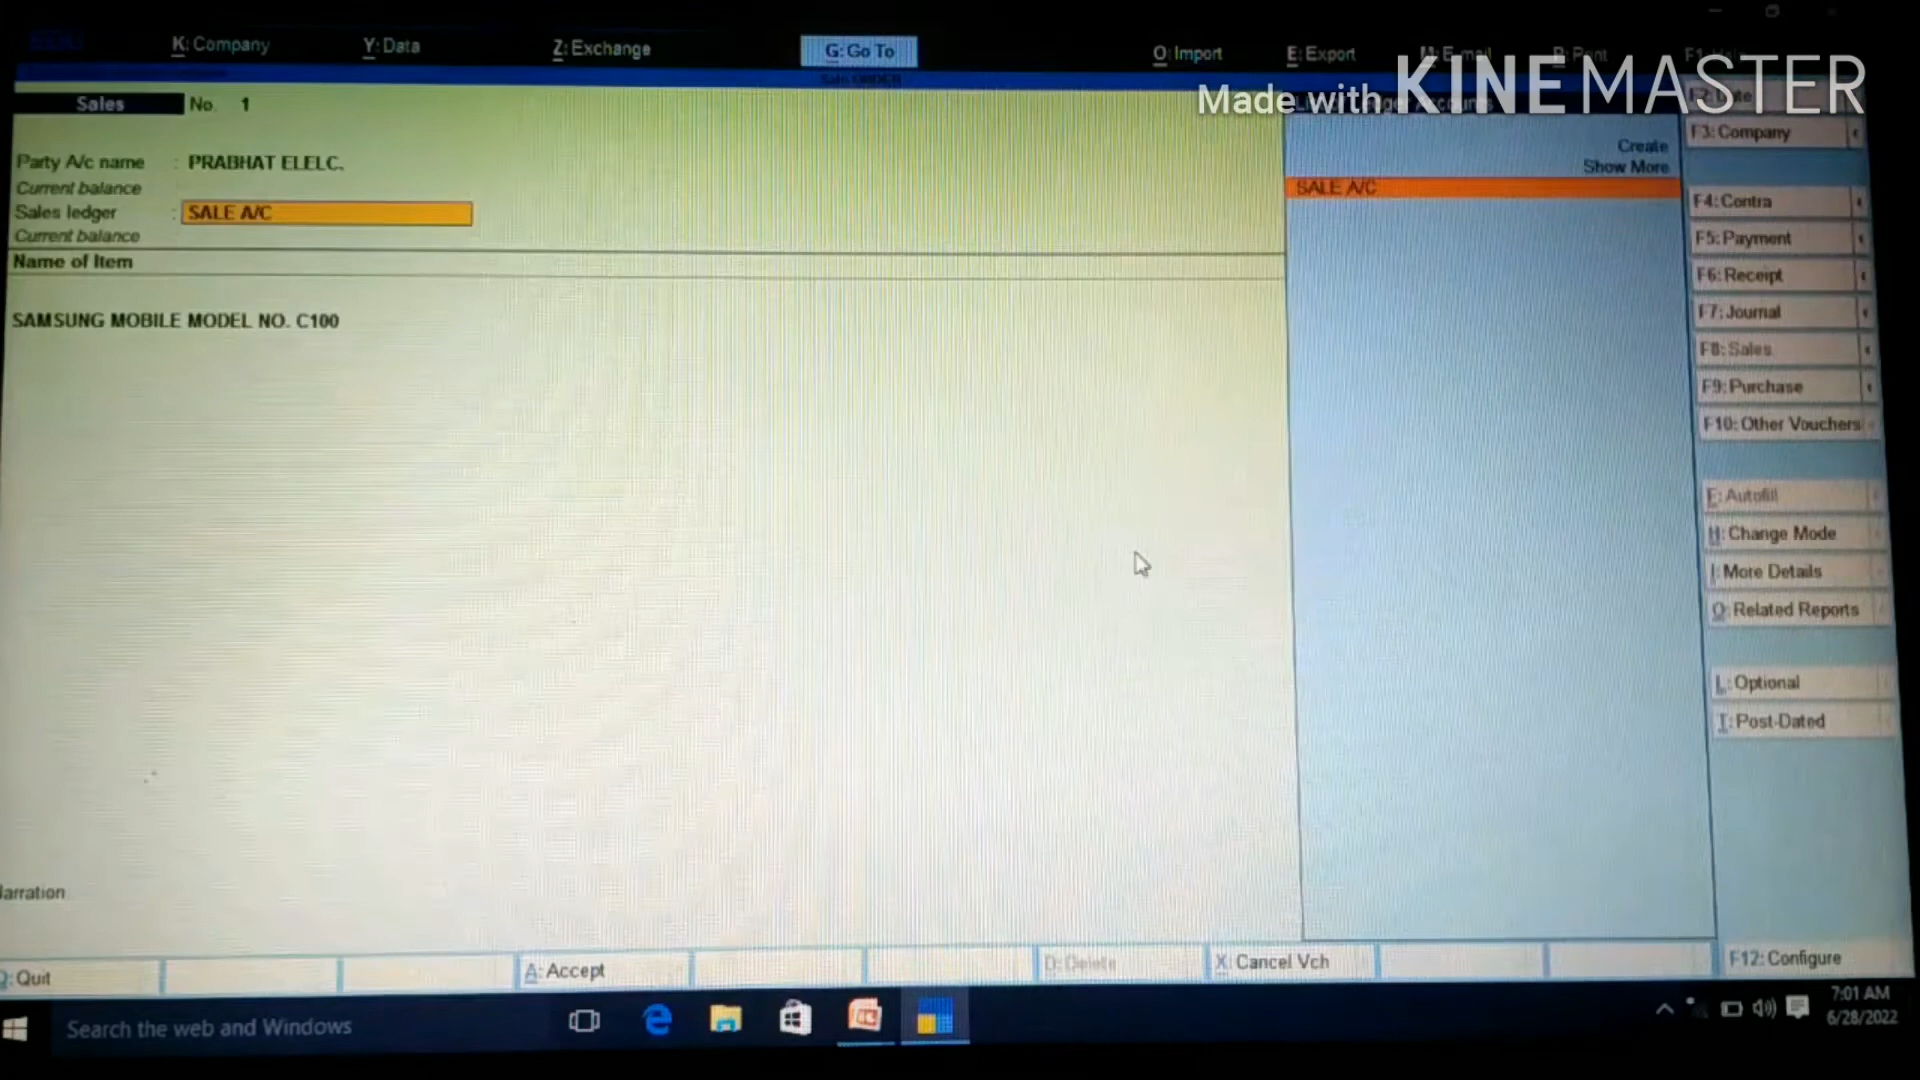 K: Company
Y: Data
Z: Exchange
G: Go To
O: Import
E: Export
M: E-mail
P: Print
Made with KINEMASTER
Sales No. 1
Party A/c name : PRABHAT ELELC.
Current balance
Sales ledger : SALE A/C
Current balance
Name of Item
SAMSUNG MOBILE MODEL NO. C100
Narration
Create
Show More
SALE A/C
F3: Company
F4: Contra
F5: Payment
F6: Receipt
F7: Journal
F8: Sales
F9: Purchase
F10: Other Vouchers
F: Autofill
H: Change Mode
I: More Details
O: Related Reports
L: Optional
T: Post-Dated
F12: Configure
Q: Quit
A: Accept
D: Delete
X: Cancel Vch
Search the web and Windows
7:01 AM
6/28/2022